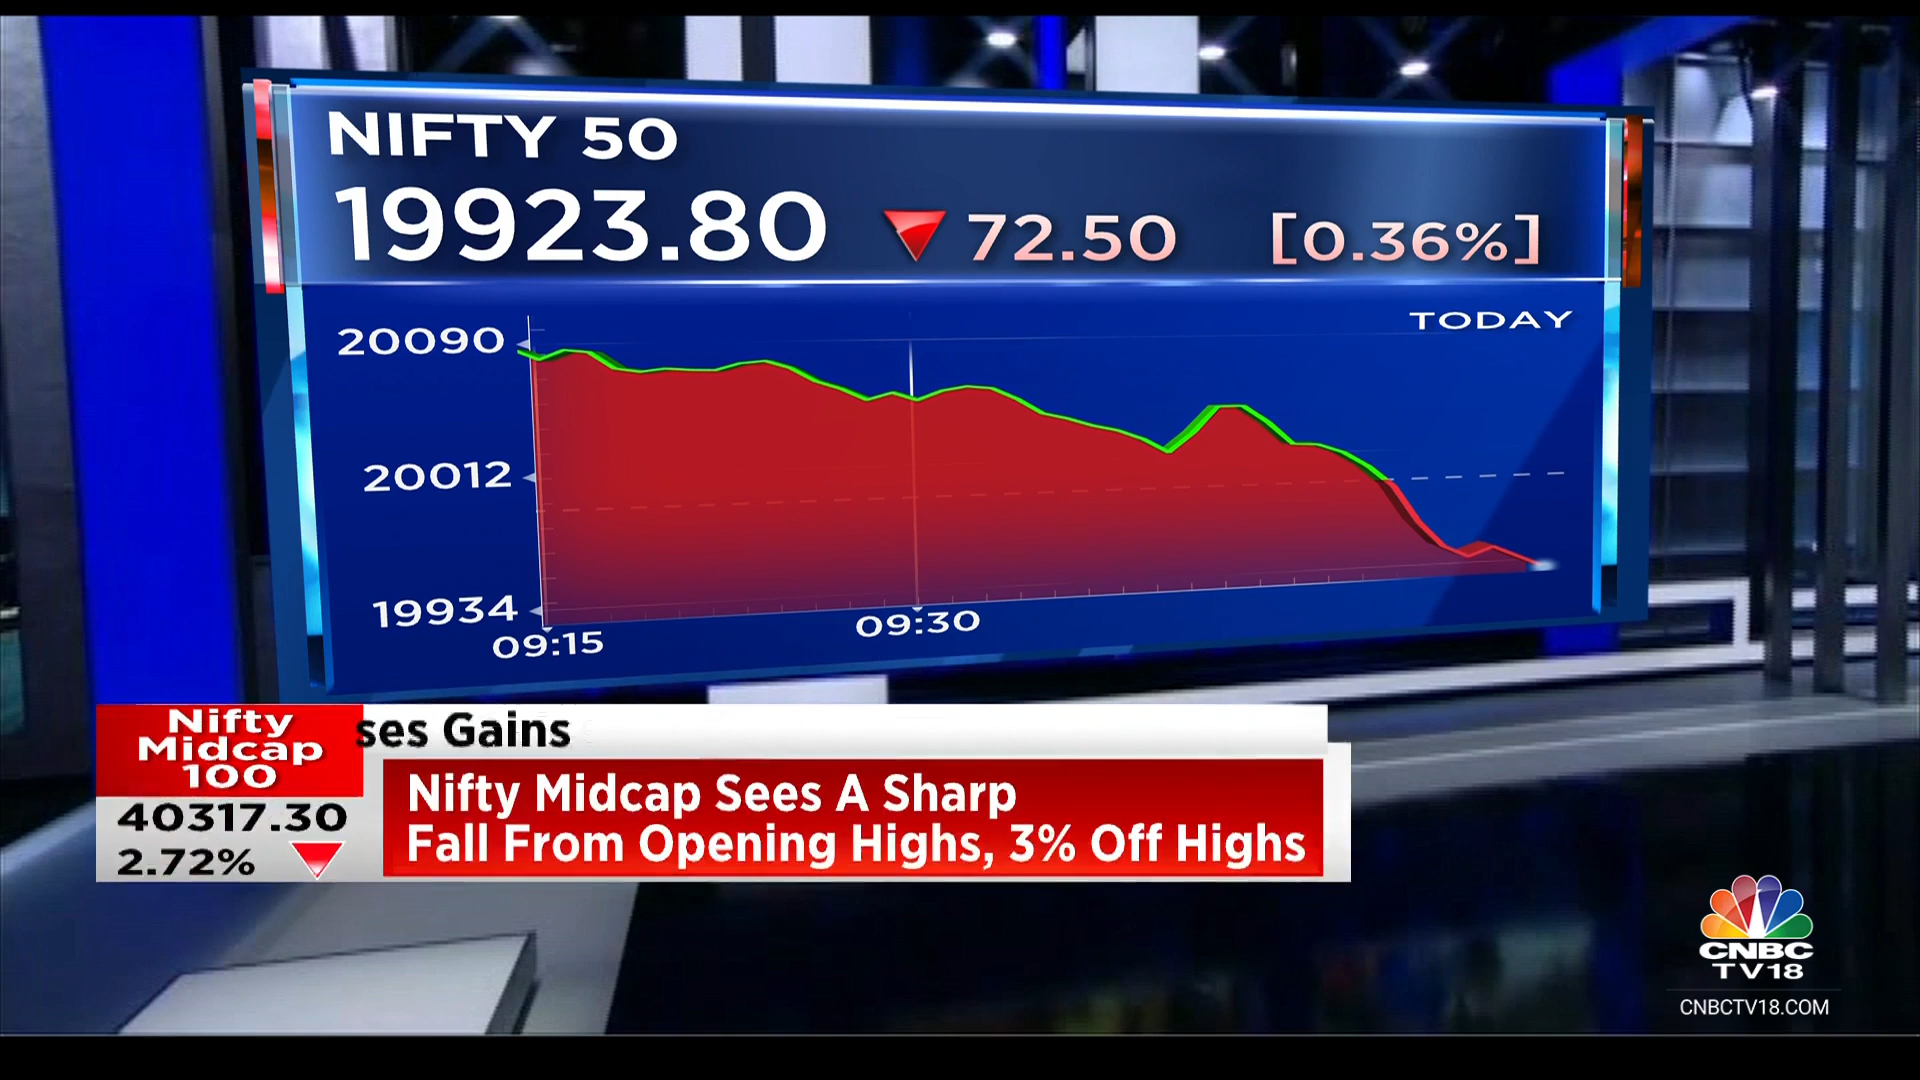 NIFTY 50
19923.80 ▼ 72.50 [0.36%]
TODAY
20090
20012
19934
09:15
09:30
Nifty
Midcap
100
40317.30
2.72% ▼
ses Gains
Nifty Midcap Sees A Sharp
Fall From Opening Highs, 3% Off Highs
CNBC
TV18
CNBCTV18.COM